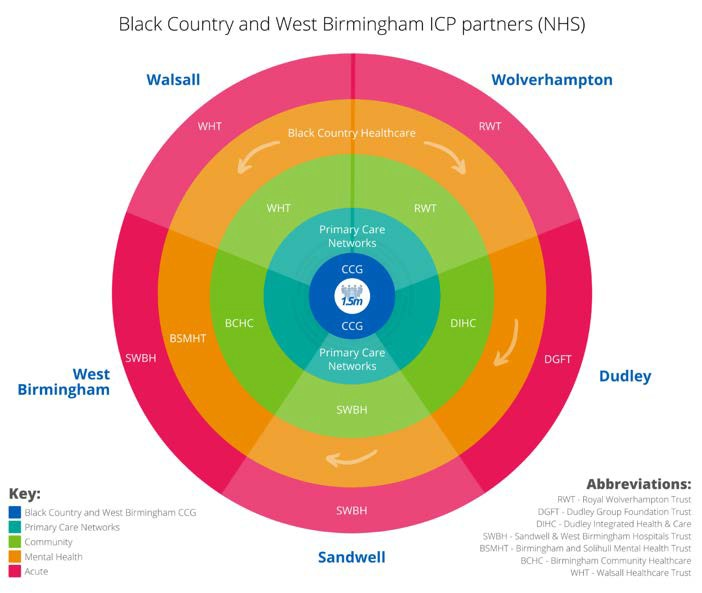 Black Country and West Birmingham ICP partners (NHS)
Walsall
Wolverhampton
WHT
RWT
Black Country Healthcare
WHT
RWT
Primary Care
Networks
CCG
1.5m
CCG
BCHC
DIHC
BSMHT
SWBH
DGFT
Primary Care
Networks
West
Birmingham
Dudley
SWBH
SWBH
Sandwell
Key:
Black Country and West Birmingham CCG
Primary Care Networks
Community
Mental Health
Acute
Abbreviations:
RWT - Royal Wolverhampton Trust
DGFT - Dudley Group Foundation Trust
DIHC - Dudley Integrated Health & Care
SWBH - Sandwell & West Birmingham Hospitals Trust
BSMHT - Birmingham and Solihull Mental Health Trust
BCHC - Birmingham Community Healthcare
WHT - Walsall Healthcare Trust